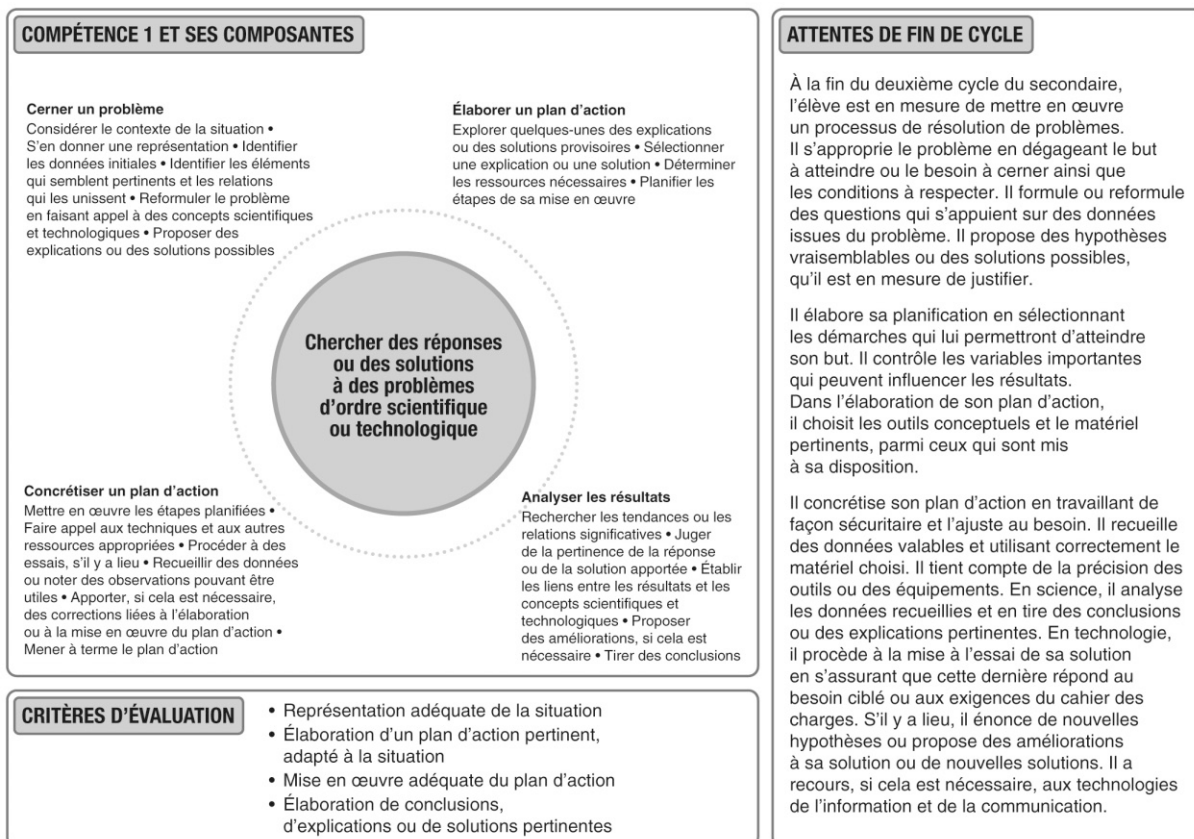 COMPÉTENCE 1 ET SES COMPOSANTES
Cerner un problème
Considérer le contexte de la situation •
S'en donner une représentation • Identifier
les données initiales • Identifier les éléments
qui semblent pertinents et les relations
qui les unissent • Reformuler le problème
en faisant appel à des concepts scientifiques
et technologiques • Proposer des
explications ou des solutions possibles
Élaborer un plan d'action
Explorer quelques-unes des explications
ou des solutions provisoires • Sélectionner
une explication ou une solution • Déterminer
les ressources nécessaires • Planifier les
étapes de sa mise en œuvre
Chercher des réponses
ou des solutions
à des problèmes
d'ordre scientifique
ou technologique
Concrétiser un plan d'action
Mettre en œuvre les étapes planifiées •
Faire appel aux techniques et aux autres
ressources appropriées • Procéder à des
essais, s'il y a lieu • Recueillir des données
ou noter des observations pouvant être
utiles • Apporter, si cela est nécessaire,
des corrections liées à l'élaboration
ou à la mise en œuvre du plan d'action •
Mener à terme le plan d'action
Analyser les résultats
Rechercher les tendances ou les
relations significatives • Juger
de la pertinence de la réponse
ou de la solution apportée • Établir
les liens entre les résultats et les
concepts scientifiques et
technologiques • Proposer
des améliorations, si cela est
nécessaire • Tirer des conclusions
CRITÈRES D'ÉVALUATION
• Représentation adéquate de la situation
• Élaboration d'un plan d'action pertinent,
adapté à la situation
• Mise en œuvre adéquate du plan d'action
• Élaboration de conclusions,
d'explications ou de solutions pertinentes
ATTENTES DE FIN DE CYCLE
À la fin du deuxième cycle du secondaire,
l'élève est en mesure de mettre en œuvre
un processus de résolution de problèmes.
Il s'approprie le problème en dégageant le but
à atteindre ou le besoin à cerner ainsi que
les conditions à respecter. Il formule ou reformule
des questions qui s'appuient sur des données
issues du problème. Il propose des hypothèses
vraisemblables ou des solutions possibles,
qu'il est en mesure de justifier.
Il élabore sa planification en sélectionnant
les démarches qui lui permettront d'atteindre
son but. Il contrôle les variables importantes
qui peuvent influencer les résultats.
Dans l'élaboration de son plan d'action,
il choisit les outils conceptuels et le matériel
pertinents, parmi ceux qui sont mis
à sa disposition.
Il concrétise son plan d'action en travaillant de
façon sécuritaire et l'ajuste au besoin. Il recueille
des données valables et utilisant correctement le
matériel choisi. Il tient compte de la précision des
outils ou des équipements. En science, il analyse
les données recueillies et en tire des conclusions
ou des explications pertinentes. En technologie,
il procède à la mise à l'essai de sa solution
en s'assurant que cette dernière répond au
besoin ciblé ou aux exigences du cahier des
charges. S'il y a lieu, il énonce de nouvelles
hypothèses ou propose des améliorations
à sa solution ou de nouvelles solutions. Il a
recours, si cela est nécessaire, aux technologies
de l'information et de la communication.